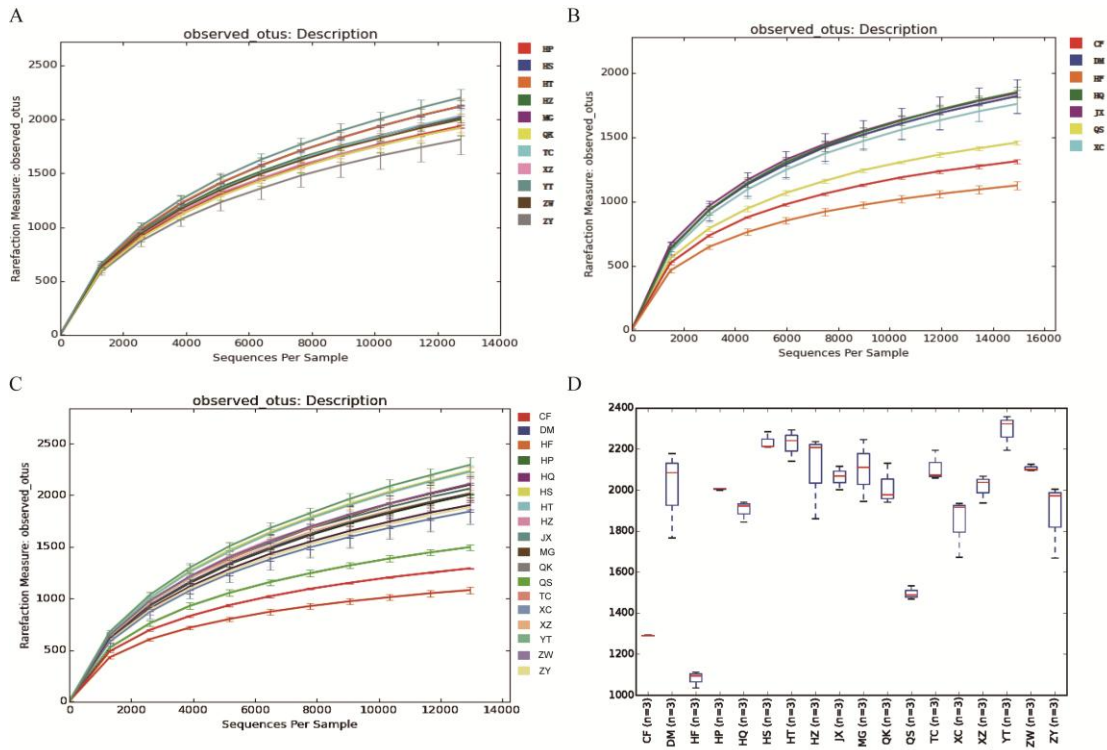 A
observed_otus: Description
Rarefaction Measure: observed_otus
2500
2000
1500
1000
500
0
0 2000 4000 6000 8000 10000 12000 14000
Sequences Per Sample
HP
HS
HT
HZ
MG
QK
TC
XZ
YT
ZW
ZY
B
observed_otus: Description
Rarefaction Measure: observed_otus
2000
1500
1000
500
0
0 2000 4000 6000 8000 10000 12000 14000 16000
Sequences Per Sample
CF
DM
HF
HQ
JX
QS
XC
C
observed_otus: Description
Rarefaction Measure: observed_otus
2500
2000
1500
1000
500
0
0 2000 4000 6000 8000 10000 12000 14000
Sequences Per Sample
CF
DM
HF
HP
HQ
HS
HT
HZ
JX
MG
QK
QS
TC
XC
XZ
YT
ZW
ZY
D
2400
2200
2000
1800
1600
1400
1200
1000
CF (n=3)
DM (n=3)
HF (n=3)
HP (n=3)
HQ (n=3)
HS (n=3)
HT (n=3)
HZ (n=3)
JX (n=3)
MG (n=3)
QK (n=3)
QS (n=3)
TC (n=3)
XC (n=3)
XZ (n=3)
YT (n=3)
ZW (n=3)
ZY (n=3)